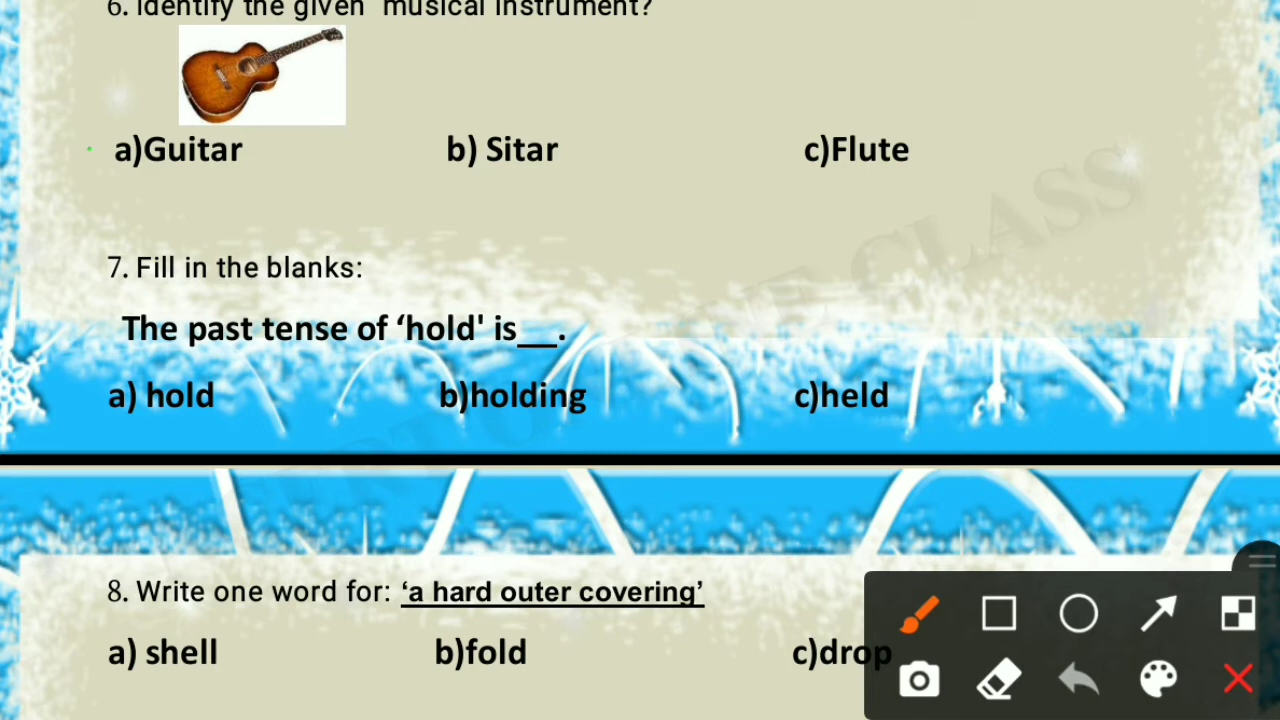 6. Identify the given musical instrument?
a)Guitar b) Sitar c)Flute
7. Fill in the blanks:
The past tense of ‘hold' is__.
a) hold b)holding c)held
8. Write one word for: ‘a hard outer covering’
a) shell b)fold c)drop